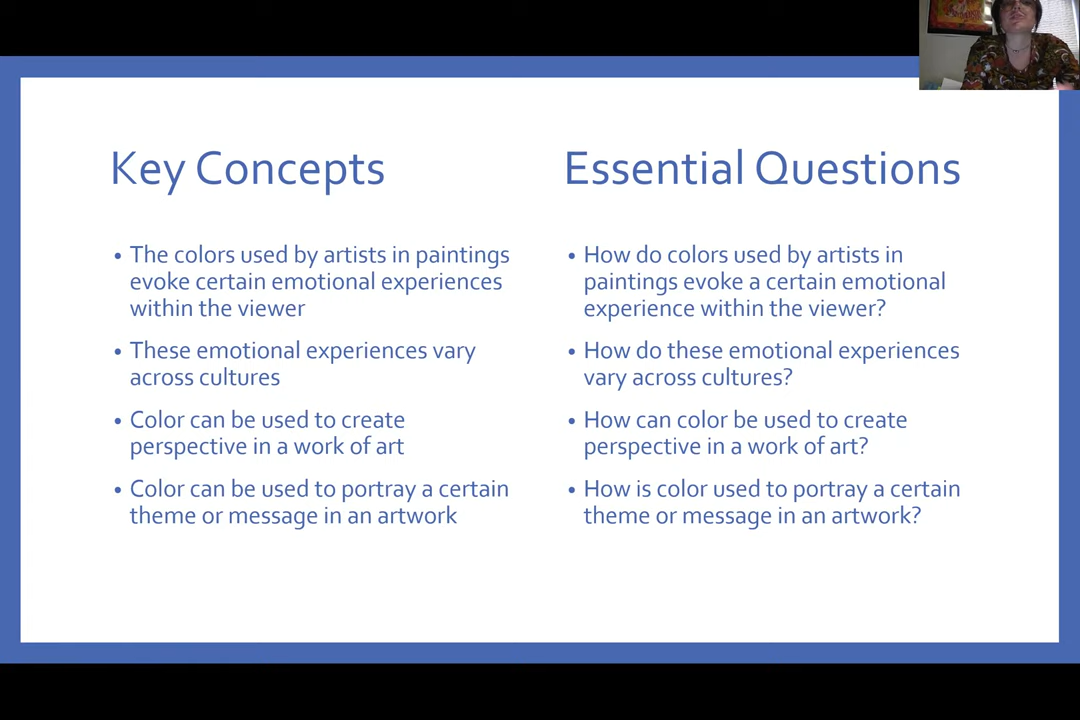 Key Concepts
• The colors used by artists in paintings
evoke certain emotional experiences
within the viewer
• These emotional experiences vary
across cultures
• Color can be used to create
perspective in a work of art
• Color can be used to portray a certain
theme or message in an artwork
Essential Questions
• How do colors used by artists in
paintings evoke a certain emotional
experience within the viewer?
• How do these emotional experiences
vary across cultures?
• How can color be used to create
perspective in a work of art?
• How is color used to portray a certain
theme or message in an artwork?